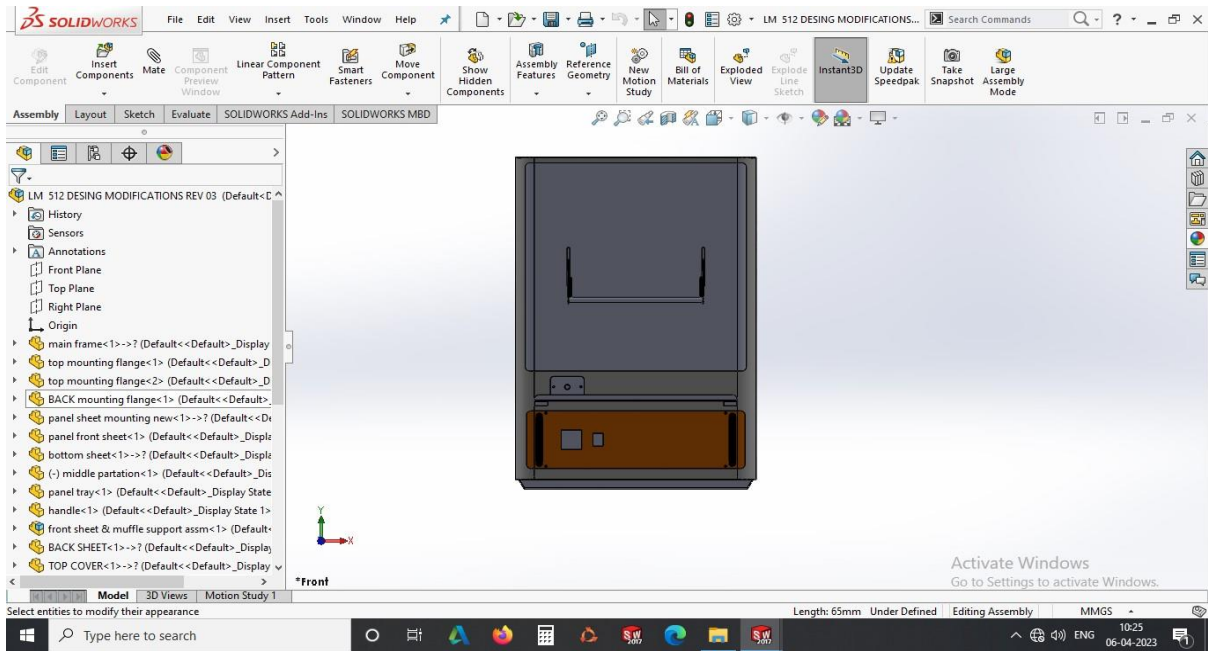 SOLIDWORKS File Edit View Insert Tools Window Help LM 512 DESING MODIFICATIONS... Search Commands
Edit Component
Insert Components
Mate
Component Preview Window
Linear Component Pattern
Smart Fasteners
Move Component
Show Hidden Components
Assembly Features
Reference Geometry
New Motion Study
Bill of Materials
Exploded View
Explode Line Sketch
Instant3D
Update Speedpak
Take Snapshot
Large Assembly Mode
Assembly Layout Sketch Evaluate SOLIDWORKS Add-Ins SOLIDWORKS MBD
LM 512 DESING MODIFICATIONS REV 03 (Default<D
History
Sensors
Annotations
Front Plane
Top Plane
Right Plane
Origin
main frame<1>->? (Default<<Default>_Display
top mounting flange<1> (Default<<Default>_D
top mounting flange<2> (Default<<Default>_D
BACK mounting flange<1> (Default<<Default>_
panel sheet mounting new<1>->? (Default<<De
panel front sheet<1> (Default<<Default>_Displa
bottom sheet<1>->? (Default<<Default>_Displa
(-) middle partation<1> (Default<<Default>_Dis
panel tray<1> (Default<<Default>_Display State
handle<1> (Default<<Default>_Display State 1>
front sheet & muffle support assm<1> (Default<
BACK SHEET<1>->? (Default<<Default>_Display
TOP COVER<1>->? (Default<<Default>_Display
Y
X
*Front
Activate Windows
Go to Settings to activate Windows.
Model 3D Views Motion Study 1
Select entities to modify their appearance Length: 65mm Under Defined Editing Assembly MMGS
Type here to search SW 2017 SW 2017 ENG 10:25
06-04-2023